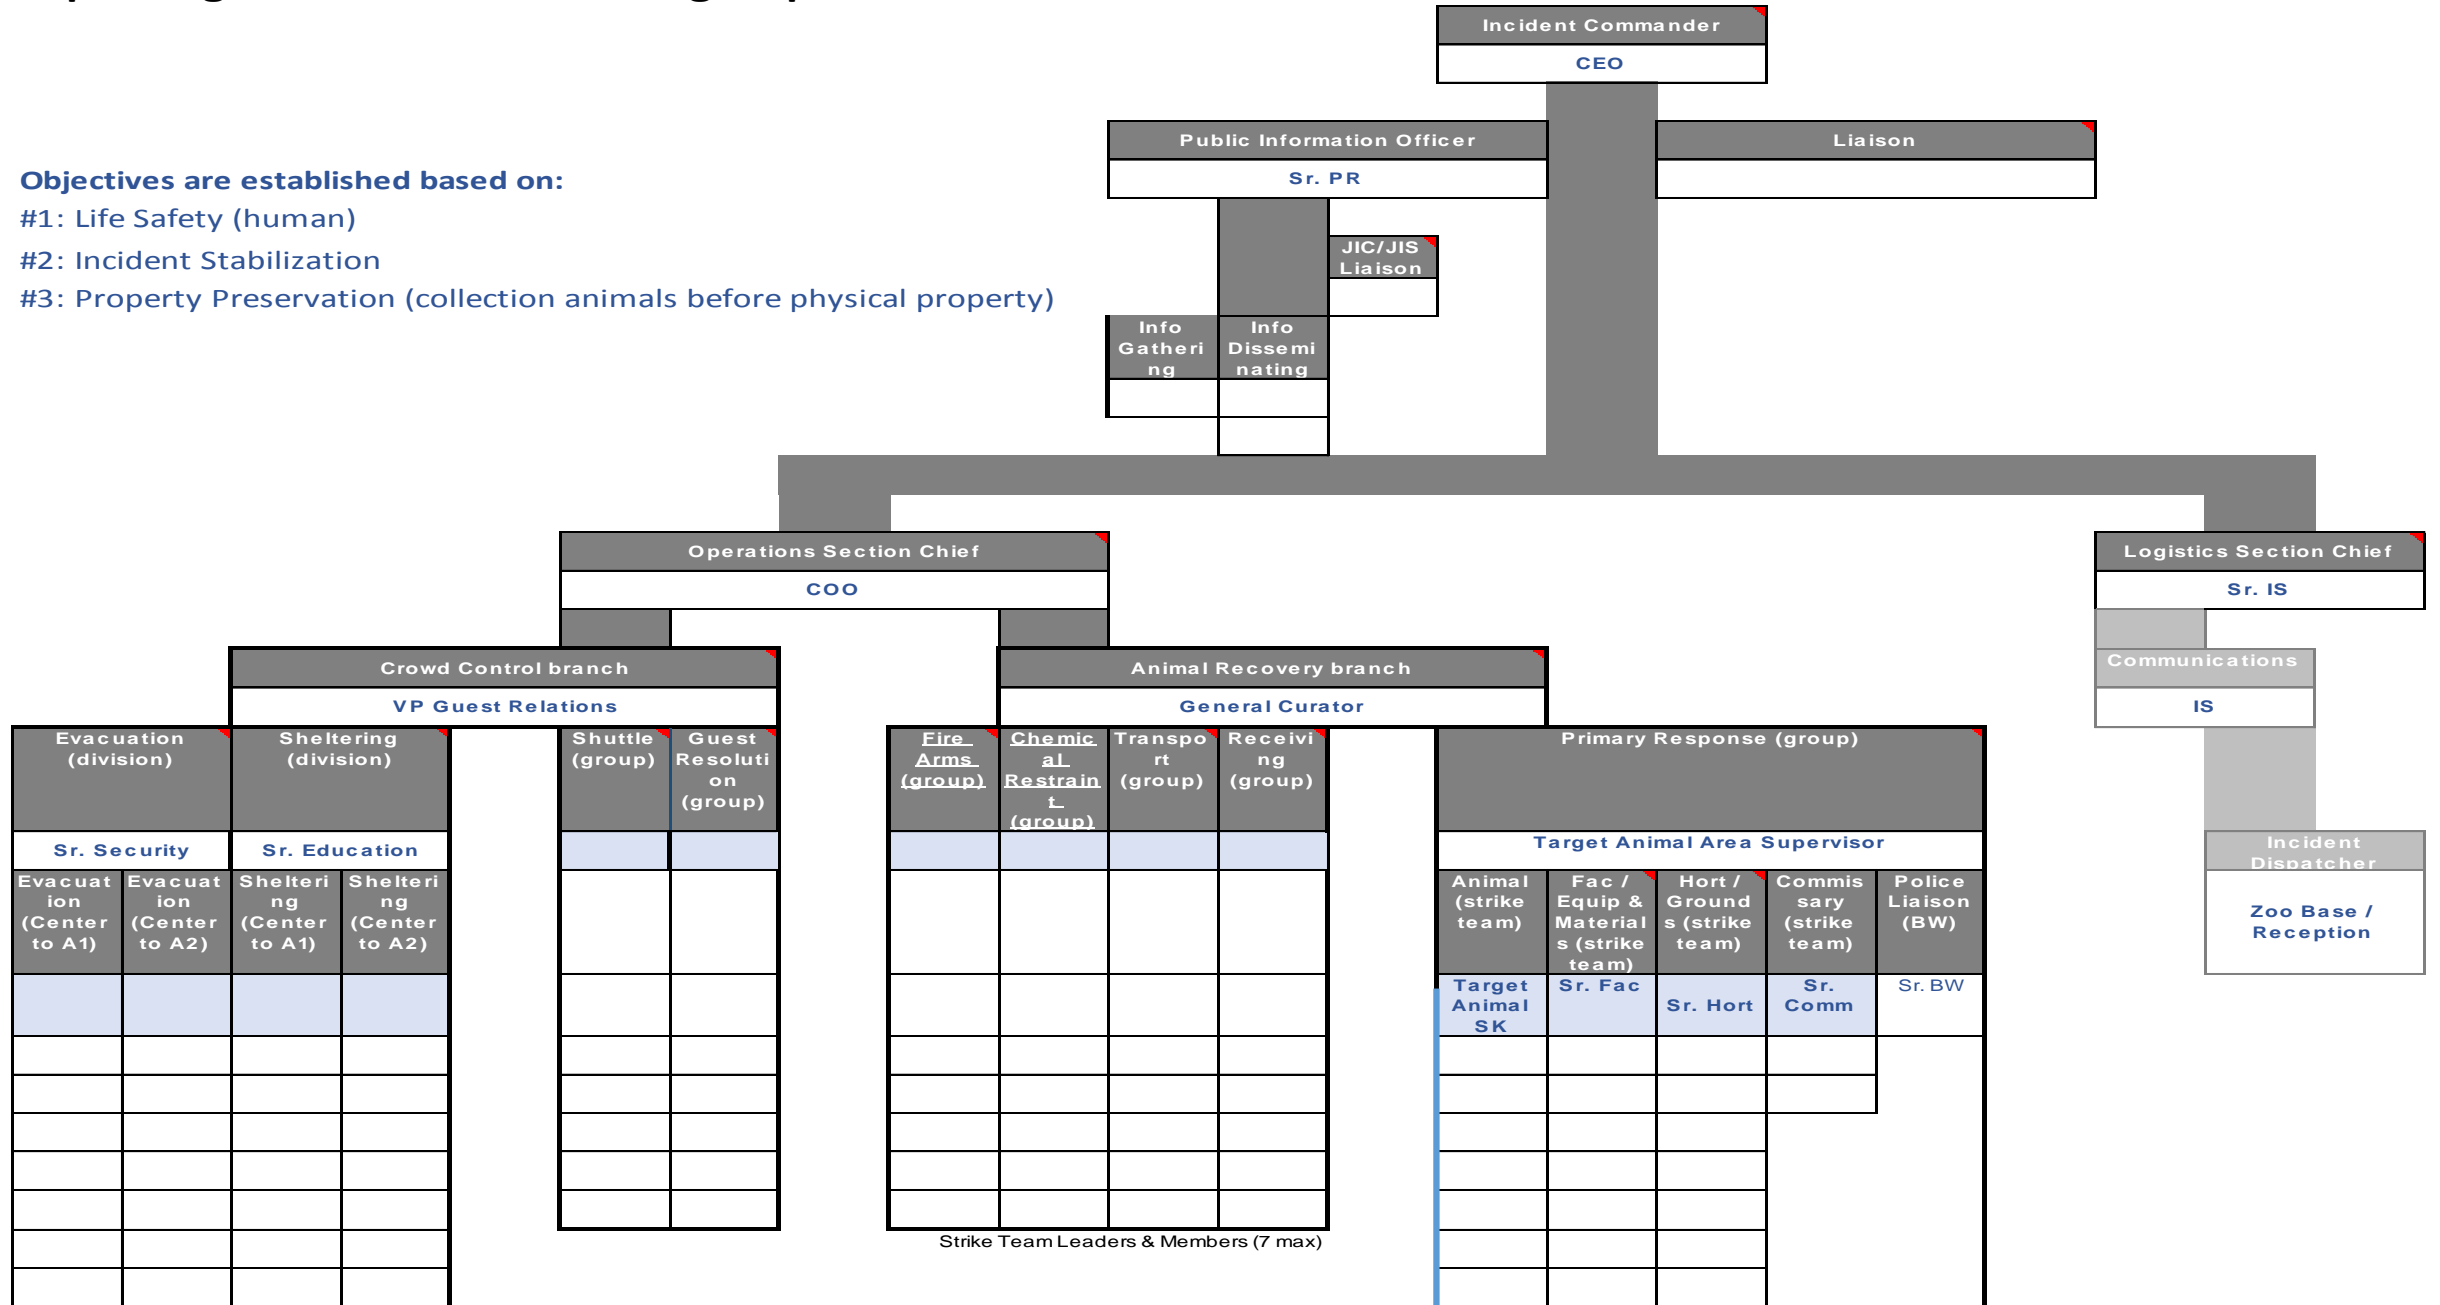 Incident Commander
CEO
Public Information Officer
Sr. PR
Liaison
Objectives are established based on:
#1: Life Safety (human)
#2: Incident Stabilization
#3: Property Preservation (collection animals before physical property)
JIC/JIS
Liaison
Info
Gatheri
ng
Info
Dissemi
nating
Operations Section Chief
COO
Logistics Section Chief
Sr. IS
Crowd Control branch
VP Guest Relations
Animal Recovery branch
General Curator
Communications
IS
Evacuation
(division)
Sheltering
(division)
Shuttle
(group)
Guest
Resoluti
on
(group)
Fire
Arms
(group)
Chemic
al
Restrain
t
(group)
Transpo
rt
(group)
Receivi
ng
(group)
Primary Response (group)
Sr. Security
Sr. Education
Target Animal Area Supervisor
Incident
Dispatcher
Zoo Base /
Reception
Evacuat
ion
(Center
to A1)
Evacuat
ion
(Center
to A2)
Shelteri
ng
(Center
to A1)
Shelteri
ng
(Center
to A2)
Animal
(strike
team)
Fac /
Equip &
Material
s (strike
team)
Hort /
Ground
s (strike
team)
Commis
sary
(strike
team)
Police
Liaison
(BW)
Target
Animal
SK
Sr. Fac
Sr. Hort
Sr.
Comm
Sr. BW
Strike Team Leaders & Members (7 max)